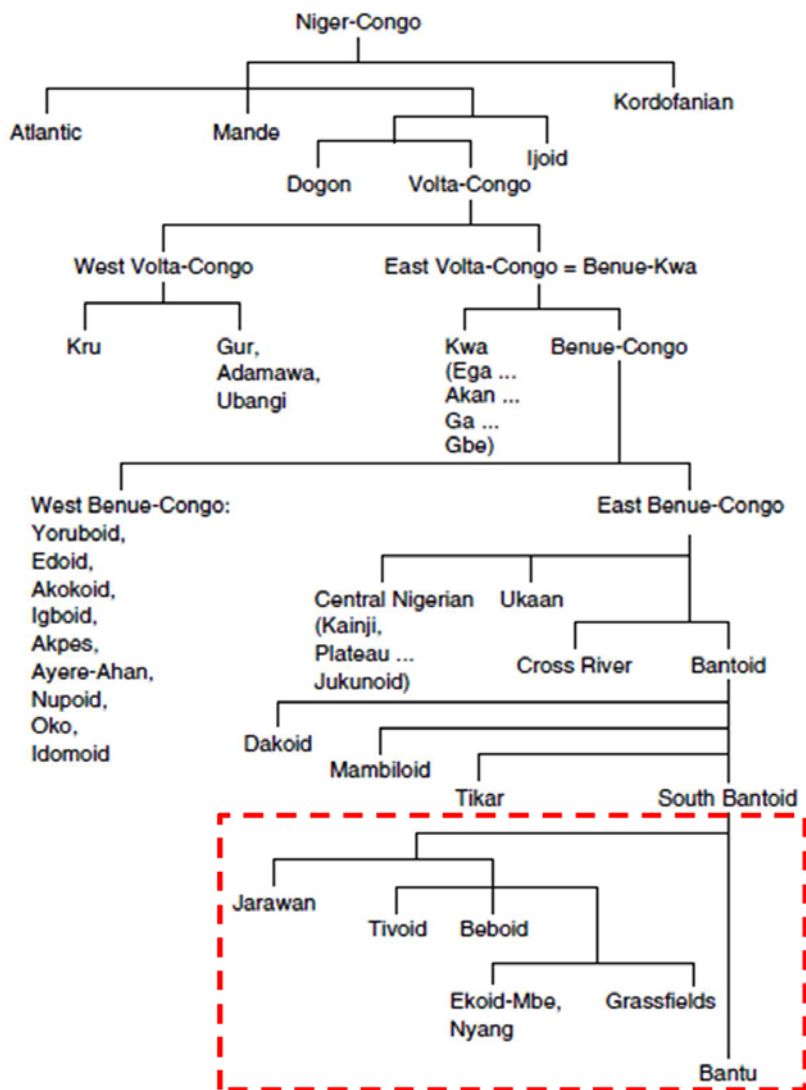 Niger-Congo
Kordofanian
Atlantic
Mande
Ijoid
Dogon
Volta-Congo
West Volta-Congo
East Volta-Congo = Benue-Kwa
Kru
Gur,
Adamawa,
Ubangi
Kwa
(Ega ...
Akan ...
Ga ...
Gbe)
Benue-Congo
West Benue-Congo:
Yoruboid,
Edoid,
Akokoid,
Igboid,
Akpes,
Ayere-Ahan,
Nupoid,
Oko,
Idomoid
East Benue-Congo
Central Nigerian
(Kainji,
Plateau ...
Jukunoid)
Ukaan
Cross River
Bantoid
Dakoid
Mambiloid
Tikar
South Bantoid
Jarawan
Tivoid
Beboid
Ekoid-Mbe,
Nyang
Grassfields
Bantu